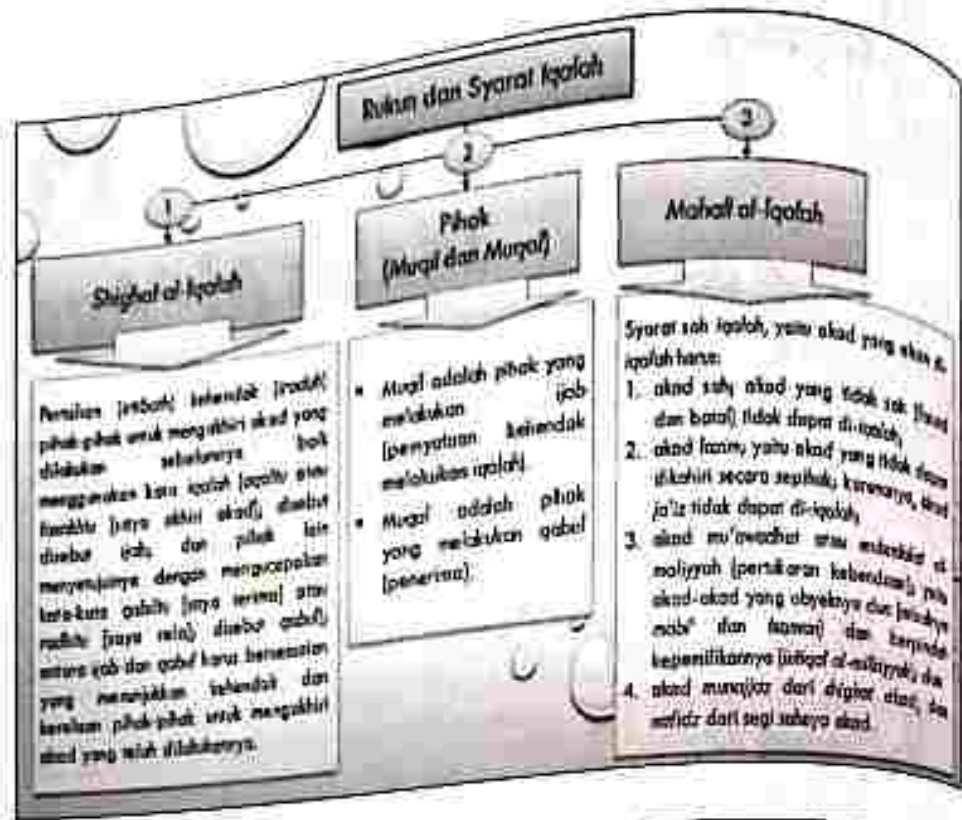 Rukun dan Syarat Iqalah
1
2
3
Shighat al-Iqalah
Pernyataan kehendak
pihak-pihak untuk mengakhiri akad yang
dilakukan sebelumnya baik
menggunakan kata iqalah atau
(saya akhiri akad), disebut
disebut ijab, dan pihak lain
menyetujuinya dengan mengucapkan
kata-kata qabiltu (saya terima) atau
radhitu (saya rela), disebut qabul),
antara ijab dan qabul harus bersesuaian
yang menunjukkan kehendak dan
kerelaan pihak-pihak untuk mengakhiri
akad yang telah dilakukannya.
Pihak
(Muqil dan Muqal)
• Muqil adalah pihak yang
melakukan ijab
(pernyataan kehendak
melakukan iqalah).
• Muqal adalah pihak
yang melakukan qabul
(penerima).
Mahall al-Iqalah
Syarat sah iqalah, yaitu akad yang akan di-
iqalah harus:
1. akad sah; akad yang tidak sah (fasad
dan batal) tidak dapat di-iqalah;
2. akad lazim, yaitu akad yang tidak dapat
diakhiri secara sepihak; karenanya, akad
ja'iz tidak dapat di-iqalah;
3. akad mu'awadhat atau al-
maliyyah (pertukaran kebendaan), yaitu
akad-akad yang obyeknya dua
mabi' dan tsaman) dan berpindah
kepemilikannya dan
4. akad munajjaz dari akad, dan
nafidz dari segi akad.